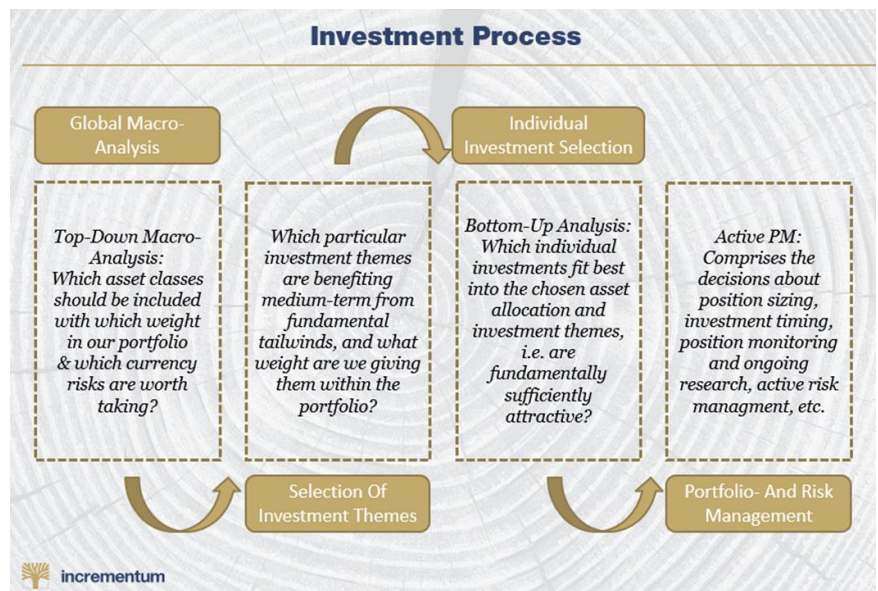 Investment Process
Global Macro-
Analysis
Top-Down Macro-
Analysis:
Which asset classes
should be included
with which weight
in our portfolio
& which currency
risks are worth
taking?
Selection Of
Investment Themes
Which particular
investment themes
are benefiting
medium-term from
fundamental
tailwinds, and what
weight are we giving
them within the
portfolio?
Individual
Investment Selection
Bottom-Up Analysis:
Which individual
investments fit best
into the chosen asset
allocation and
investment themes,
i.e. are
fundamentally
sufficiently
attractive?
Portfolio- And Risk
Management
Active PM:
Comprises the
decisions about
position sizing,
investment timing,
position monitoring
and ongoing
research, active risk
managment, etc.
incrementum